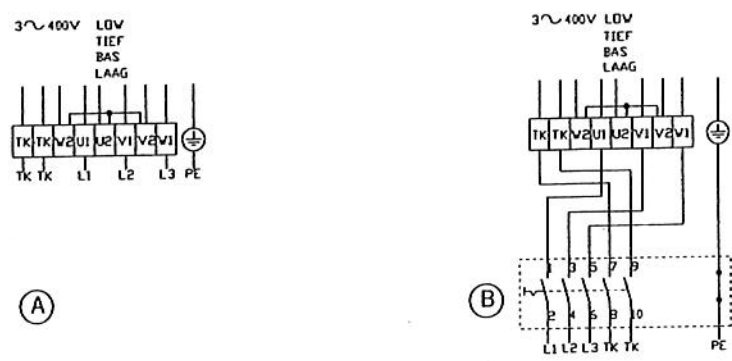 3~400V LOW
TIEF
BAS
LAAG
TK TK W2 U1 U2 V1 V2 W1
TK TK L1 L2 L3 PE
A
3~400V LOW
TIEF
BAS
LAAG
TK TK W2 U1 U2 V1 V2 W1
1 3 5 7 9
2 4 6 8 10
L1 L2 L3 TK TK PE
B